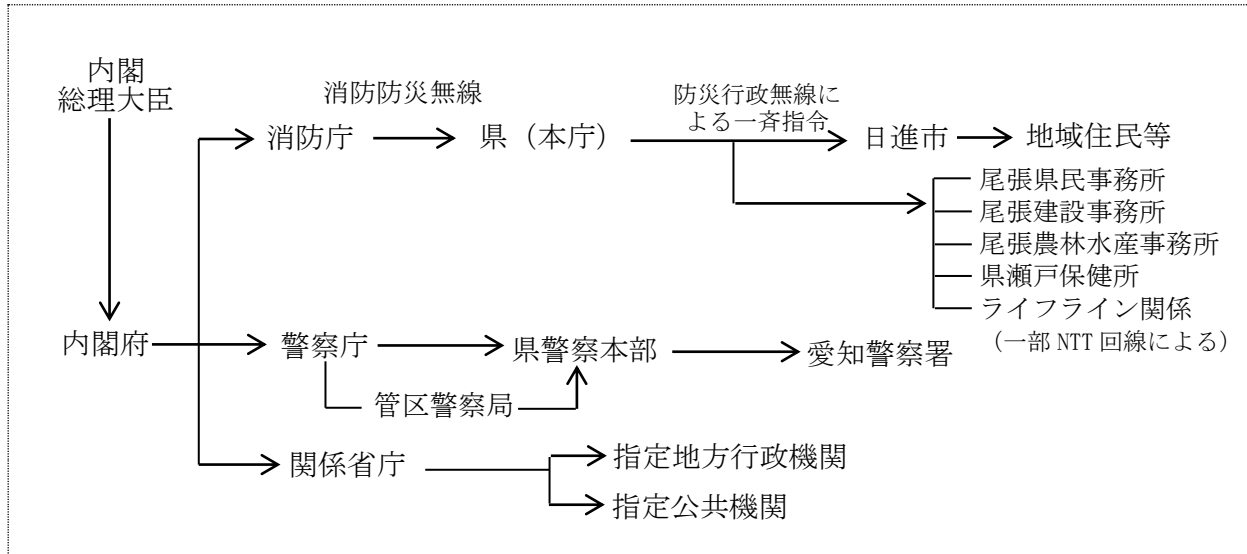 内閣
総理大臣
消防防災無線
防災行政無線に
よる一斉指令
消防庁
県（本庁）
日進市
地域住民等
尾張県民事務所
尾張建設事務所
尾張農林水産事務所
県瀬戸保健所
ライフライン関係
（一部 NTT 回線による）
内閣府
警察庁
県警察本部
愛知警察署
管区警察局
関係省庁
指定地方行政機関
指定公共機関